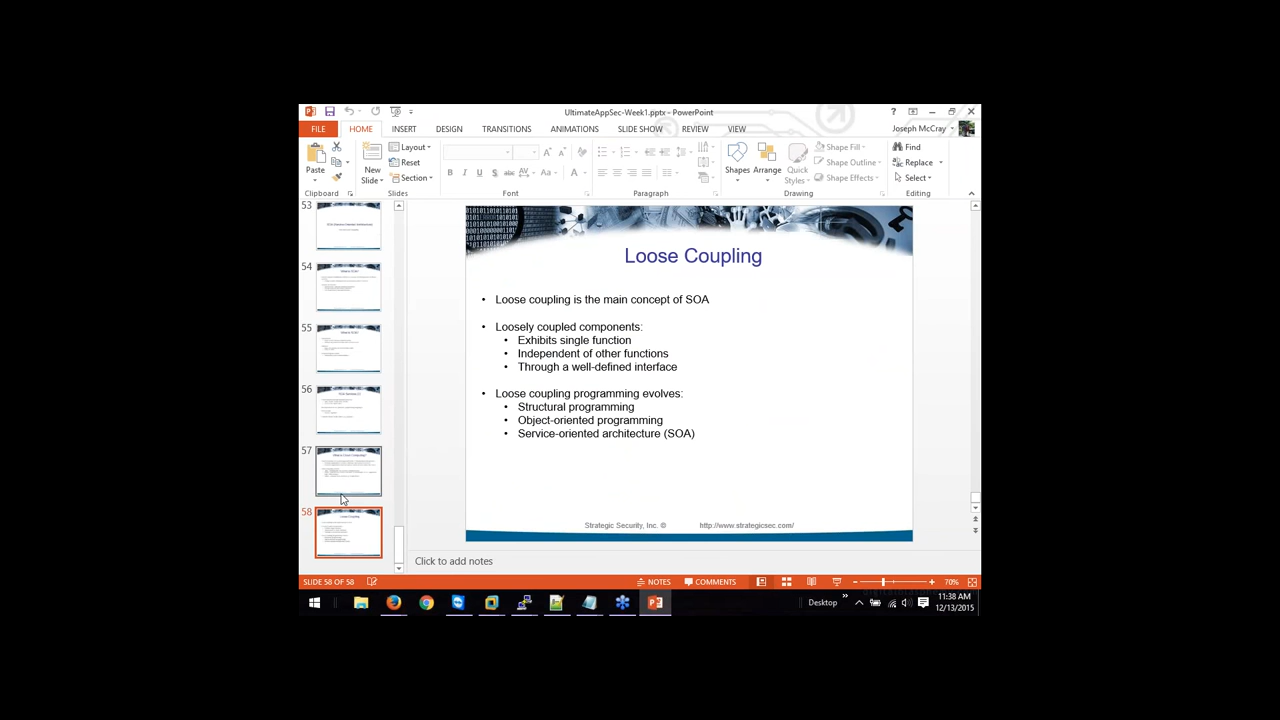 UltimateAppSec-Week1.pptx - PowerPoint
?
FILE HOME INSERT DESIGN TRANSITIONS ANIMATIONS SLIDE SHOW REVIEW VIEW Joseph McCray
Paste
Clipboard
New
Slide
Layout
Reset
Section
Slides
B I U S abc AV Aa A
Font
Paragraph
Shapes
Arrange
Quick
Styles
Shape Fill
Shape Outline
Shape Effects
Drawing
Find
Replace
Select
Editing
53
54
55
56
57
58
Loose Coupling
• Loose coupling is the main concept of SOA
• Loosely coupled components:
• Exhibits single function
• Independent of other functions
• Through a well-defined interface
• Loose coupling programming evolves:
• Structural programming
• Object-oriented programming
• Service-oriented architecture (SOA)
Strategic Security, Inc. © http://www.strategicsec.com/
Click to add notes
SLIDE 58 OF 58 NOTES COMMENTS 70%
Desktop
11:38 AM
12/13/2015